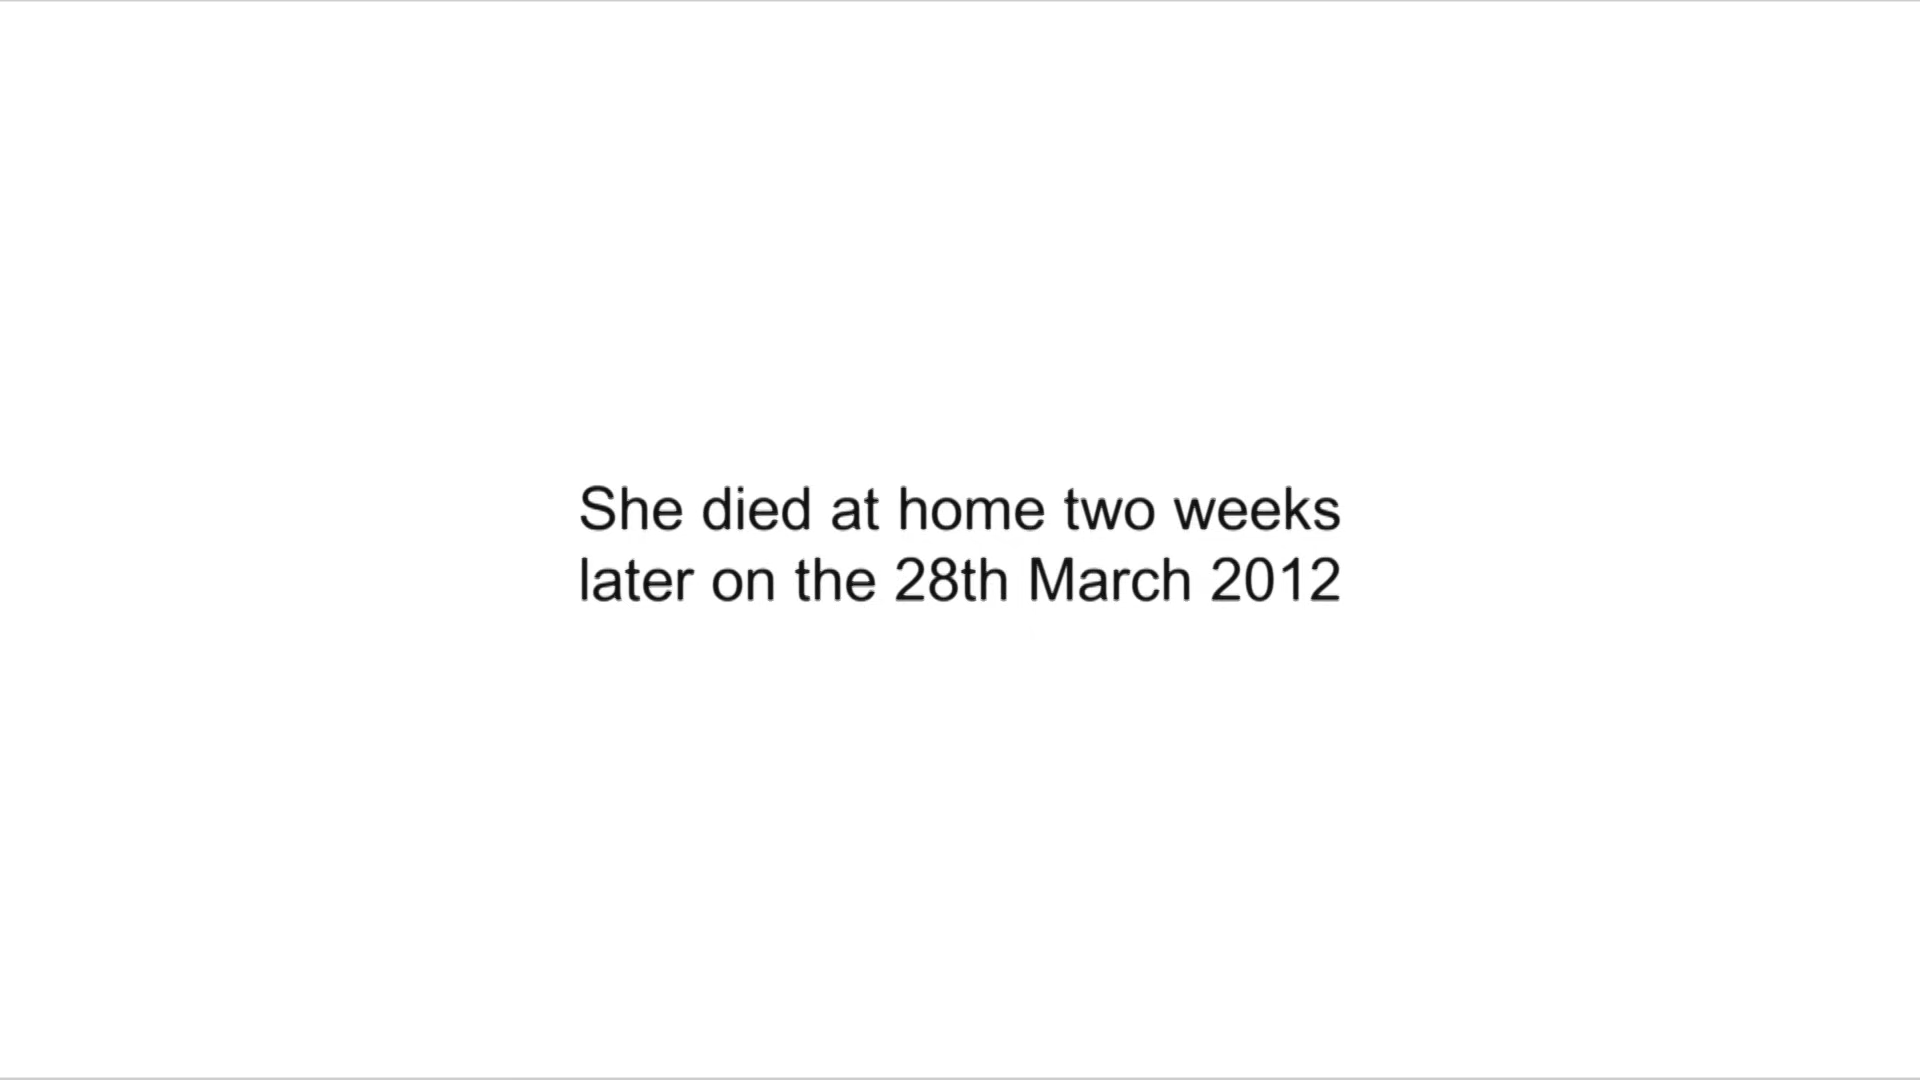 She died at home two weeks
later on the 28th March 2012